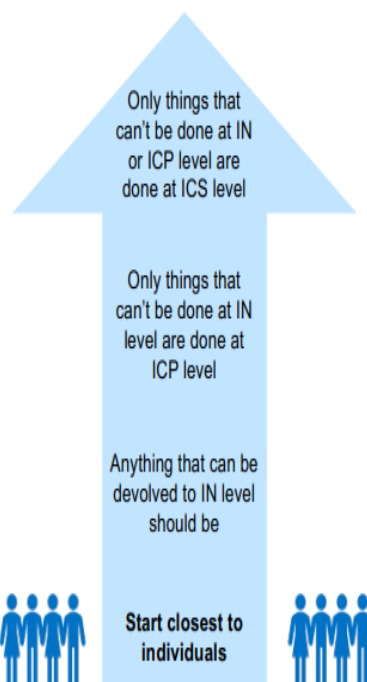 Only things that
can't be done at IN
or ICP level are
done at ICS level
Only things that
can't be done at IN
level are done at
ICP level
Anything that can be
devolved to IN level
should be
Start closest to
individuals